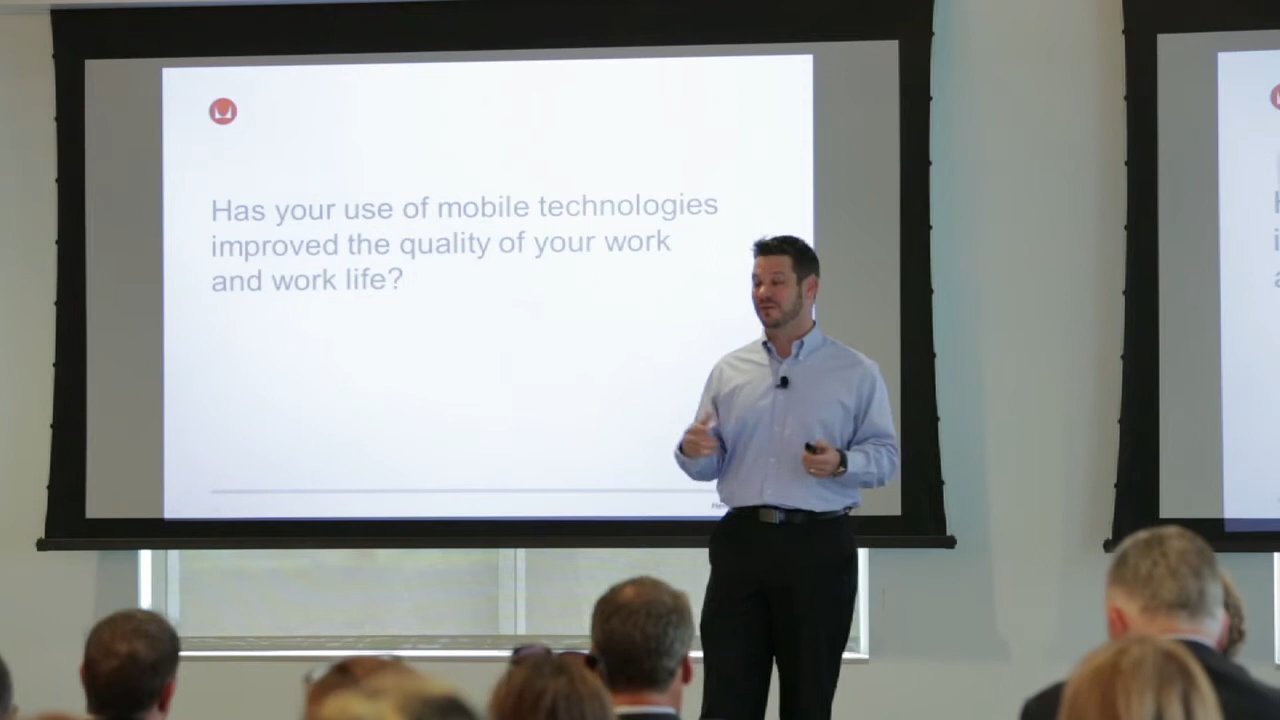 Has your use of mobile technologies
improved the quality of your work
and work life?